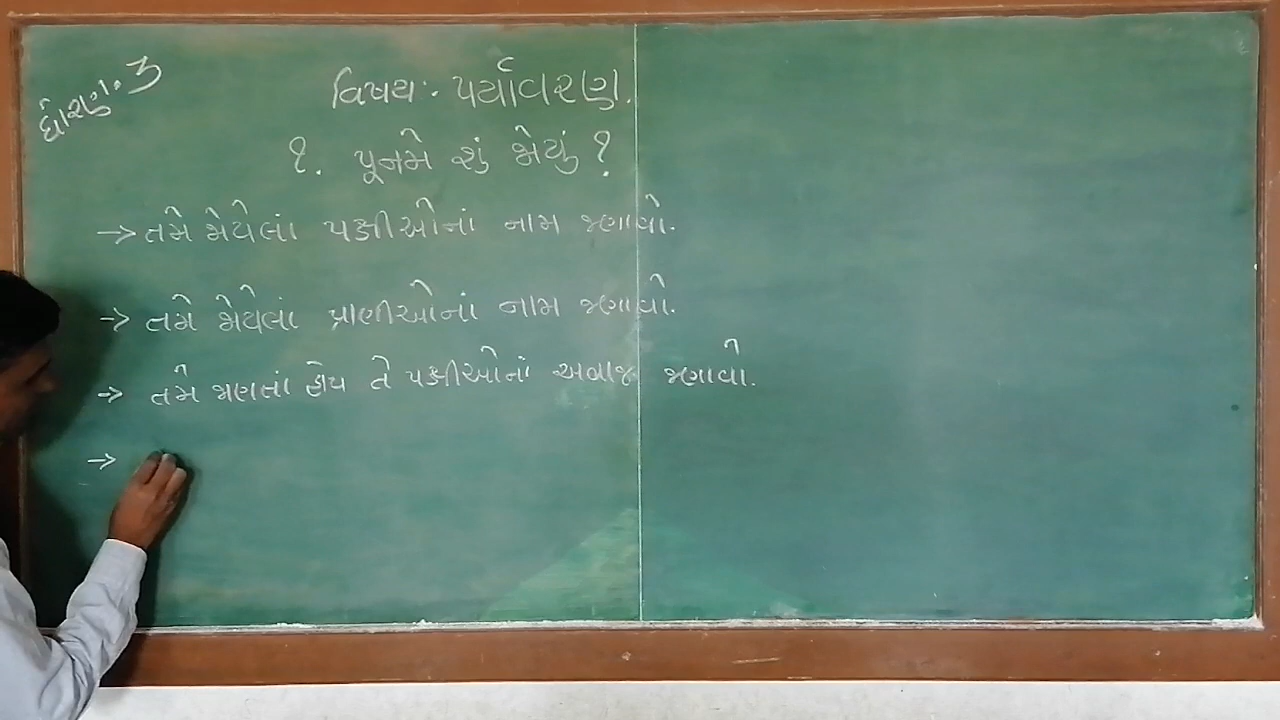 ધોરણ.૩
વિષય:- પર્યાવરણ.
૧. પૂનમે શું જોયું ?
→ તમે જોયેલાં પક્ષીઓનાં નામ જણાવો.
→ તમે જોયેલાં પ્રાણીઓનાં નામ જણાવો.
→ તમે જાણતાં હોય તે પક્ષીઓનાં અવાજ જણાવો.
→